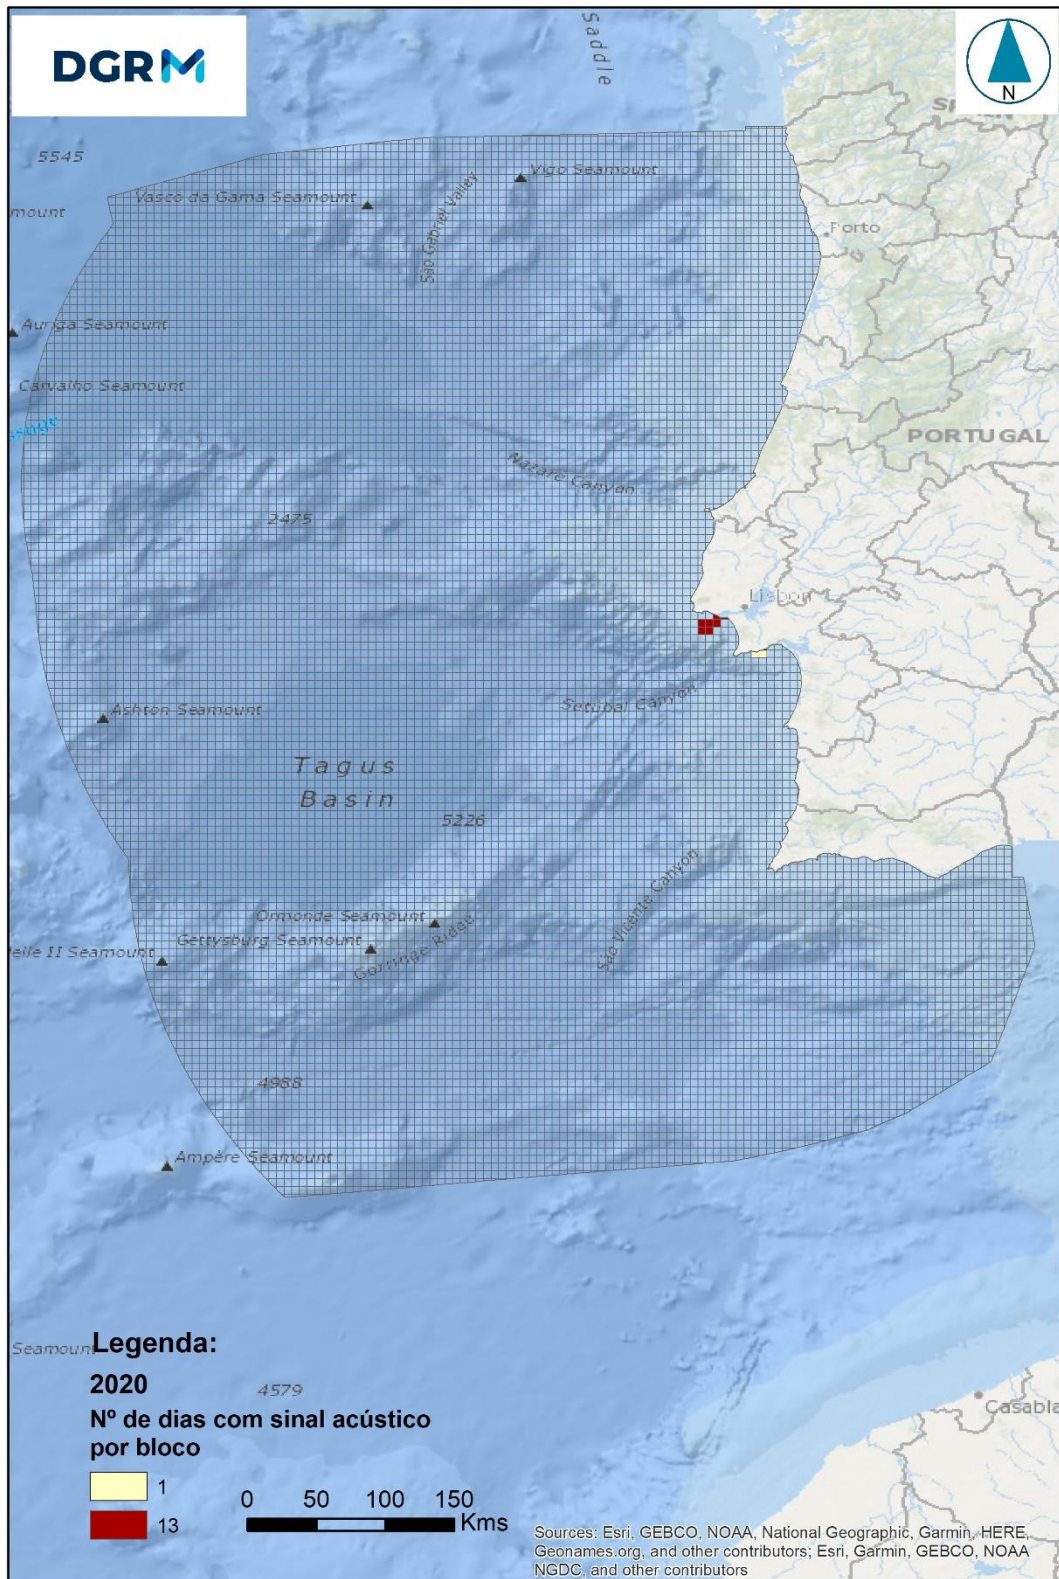 DGRM
Saddle
N
SPAIN
5545
Vigo Seamount
Vasco da Gama Seamount
São Gabriel Valley
mount
Porto
Auriga Seamount
Carvalho Seamount
ssage
PORTUGAL
Nazare Canyon
2475
Lisbon
Setubal Canyon
Ashton Seamount
Tagus
Basin
5226
São Vicente Canyon
Ormonde Seamount
Gettysburg Seamount
Gorringe Ridge
elle II Seamount
4988
Ampère Seamount
Legenda:
Seamount
2020
4579
Nº de dias com sinal acústico
por bloco
Casabla
1
13
0 50 100 150
Kms
Sources: Esri, GEBCO, NOAA, National Geographic, Garmin, HERE,
Geonames.org, and other contributors; Esri, Garmin, GEBCO, NOAA
NGDC, and other contributors